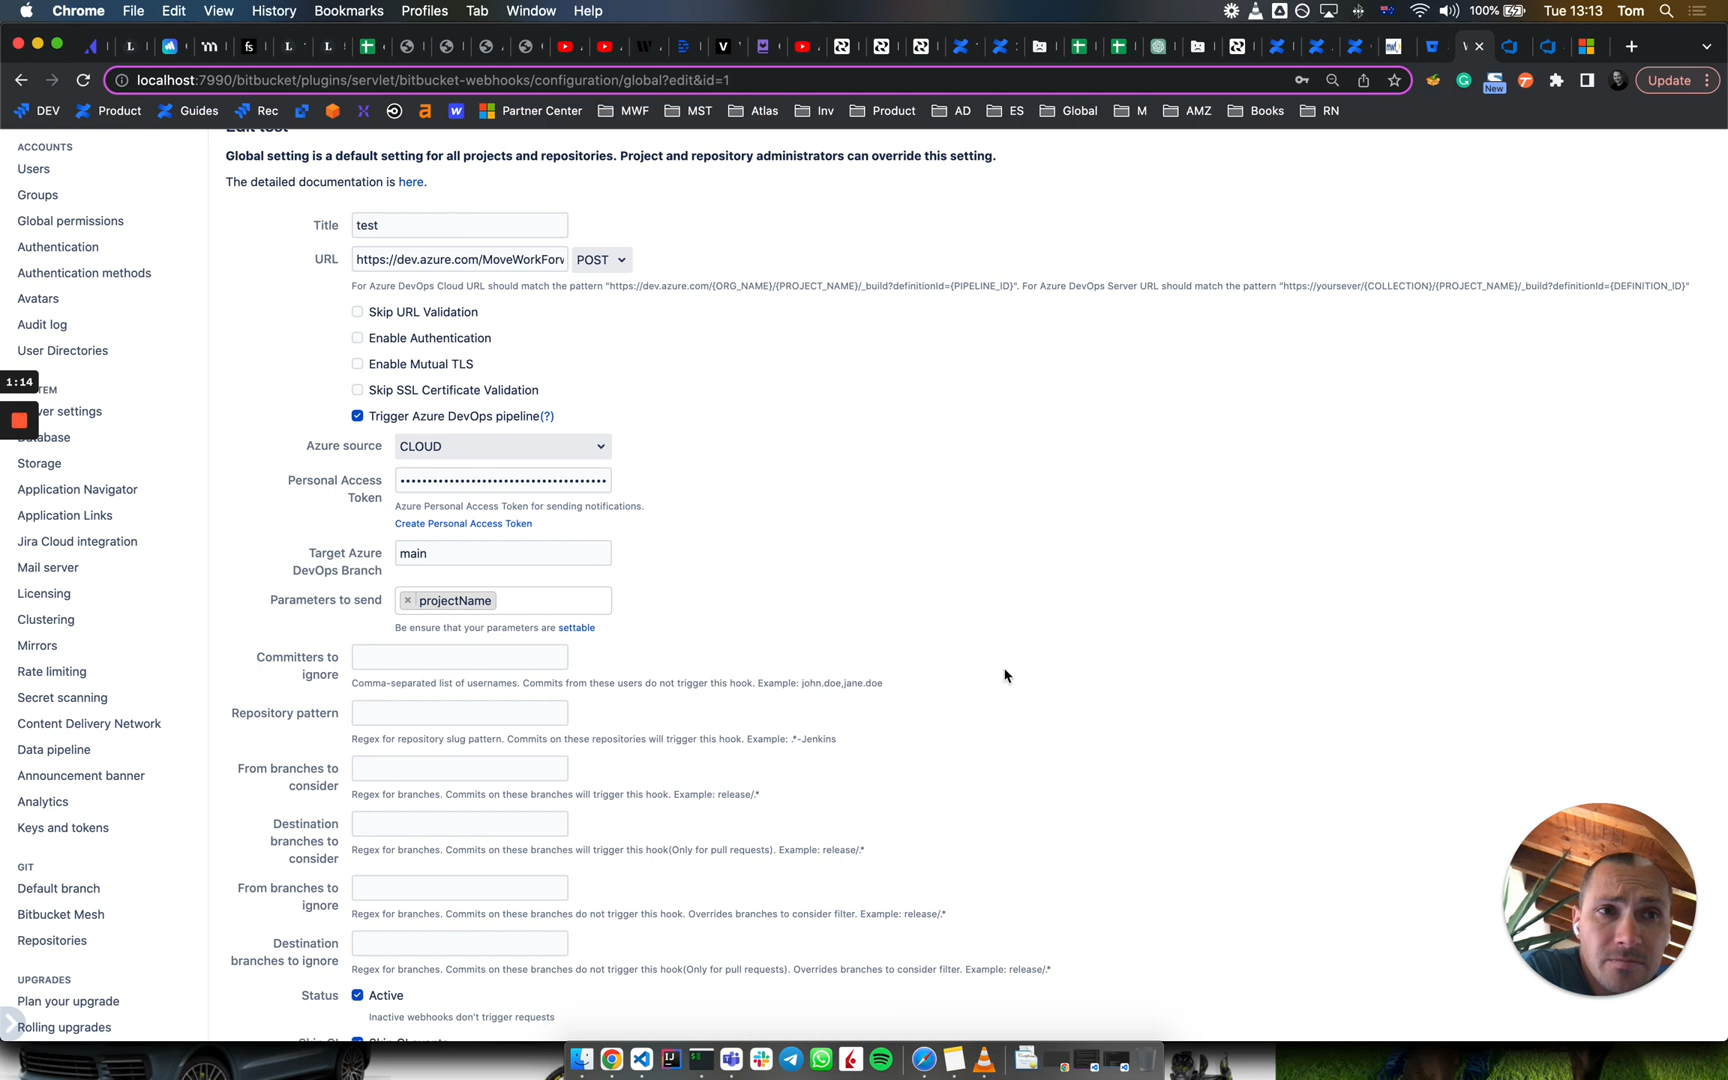 Chrome File Edit View History Bookmarks Profiles Tab Window Help
100% Tue 13:13 Tom
localhost:7990/bitbucket/plugins/servlet/bitbucket-webhooks/configuration/global?edit&id=1
New
Update
DEV Product Guides Rec Partner Center MWF MST Atlas Inv Product AD ES Global M AMZ Books RN
Edit test
ACCOUNTS
Users
Groups
Global permissions
Authentication
Authentication methods
Avatars
Audit log
User Directories
1:14
TEM
ver settings
Database
Storage
Application Navigator
Application Links
Jira Cloud integration
Mail server
Licensing
Clustering
Mirrors
Rate limiting
Secret scanning
Content Delivery Network
Data pipeline
Announcement banner
Analytics
Keys and tokens
GIT
Default branch
Bitbucket Mesh
Repositories
UPGRADES
Plan your upgrade
Rolling upgrades
Global setting is a default setting for all projects and repositories. Project and repository administrators can override this setting.
The detailed documentation is here.
Title test
URL https://dev.azure.com/MoveWorkForv POST
For Azure DevOps Cloud URL should match the pattern "https://dev.azure.com/{ORG_NAME}/{PROJECT_NAME}/_build?definitionId={PIPELINE_ID}". For Azure DevOps Server URL should match the pattern "https://yoursever/{COLLECTION}/{PROJECT_NAME}/_build?definitionId={DEFINITION_ID}"
Skip URL Validation
Enable Authentication
Enable Mutual TLS
Skip SSL Certificate Validation
Trigger Azure DevOps pipeline(?)
Azure source CLOUD
Personal Access
Token
Azure Personal Access Token for sending notifications.
Create Personal Access Token
Target Azure main
DevOps Branch
Parameters to send × projectName
Be ensure that your parameters are settable
Committers to
ignore
Comma-separated list of usernames. Commits from these users do not trigger this hook. Example: john.doe,jane.doe
Repository pattern
Regex for repository slug pattern. Commits on these repositories will trigger this hook. Example: .*-Jenkins
From branches to
consider
Regex for branches. Commits on these branches will trigger this hook. Example: release/.*
Destination
branches to
consider
Regex for branches. Commits on these branches will trigger this hook(Only for pull requests). Example: release/.*
From branches to
ignore
Regex for branches. Commits on these branches do not trigger this hook. Overrides branches to consider filter. Example: release/.*
Destination
branches to ignore
Regex for branches. Commits on these branches do not trigger this hook(Only for pull requests). Overrides branches to consider filter. Example: release/.*
Status Active
Inactive webhooks don't trigger requests